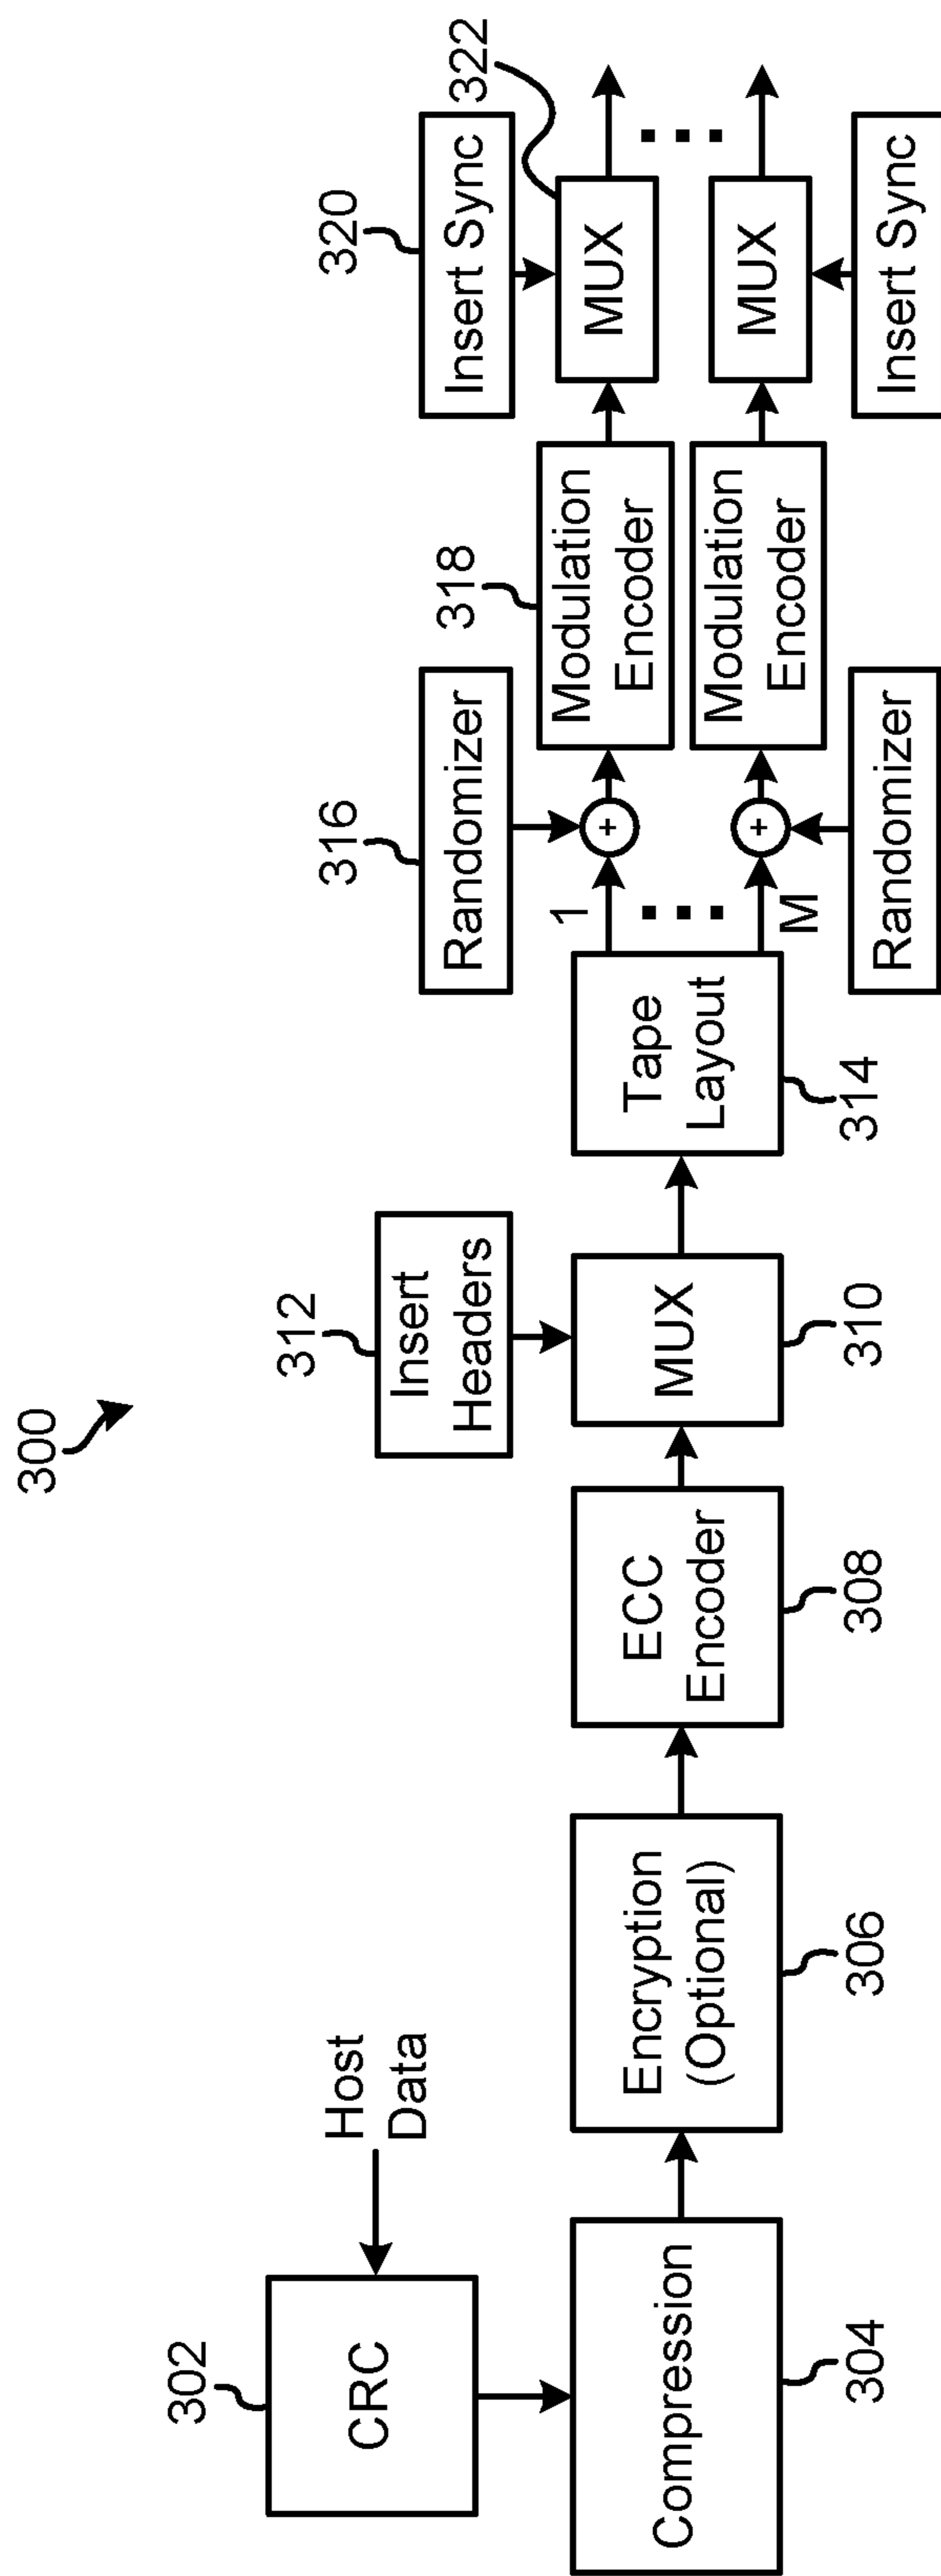 300
302
CRC
Host
Data
304
Compression
306
Encryption
(Optional)
308
ECC
Encoder
310
MUX
312
Insert
Headers
314
Tape
Layout
1
M
316
Randomizer
+
+
Randomizer
318
Modulation
Encoder
Modulation
Encoder
320
Insert Sync
322
MUX
MUX
Insert Sync